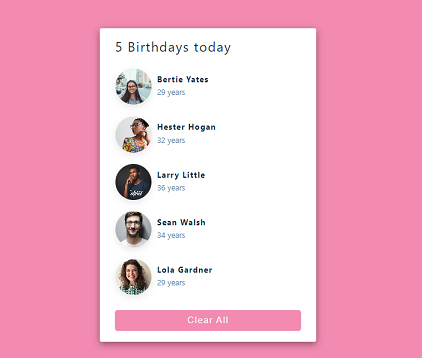 5 Birthdays today
Bertie Yates
29 years
Hester Hogan
32 years
Larry Little
36 years
Sean Walsh
34 years
Lola Gardner
29 years
Clear All